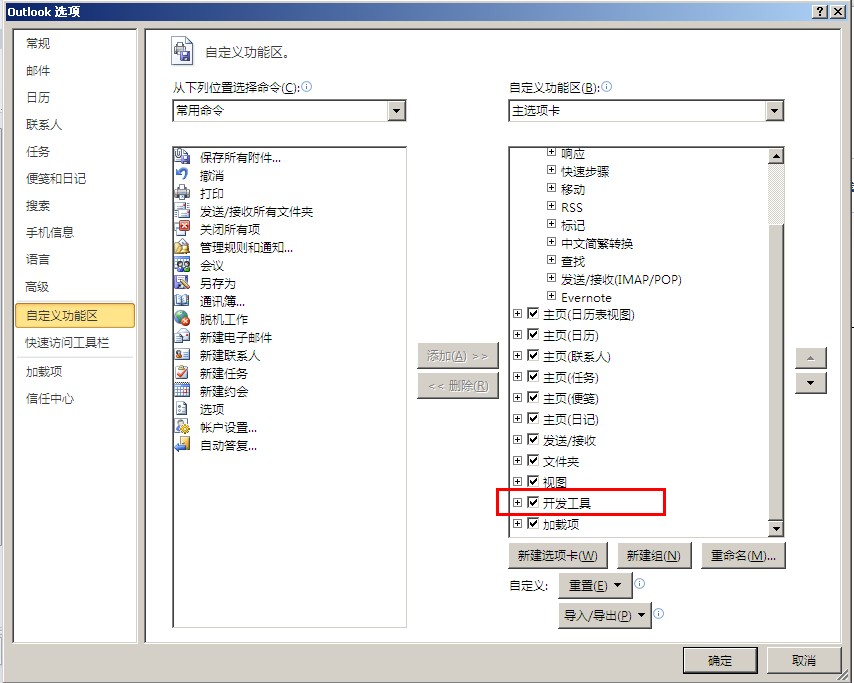 Outlook 选项
常规
邮件
日历
联系人
任务
便笺和日记
搜索
手机信息
语言
高级
自定义功能区
快速访问工具栏
加载项
信任中心
自定义功能区。
从下列位置选择命令(C):
常用命令
保存所有附件...
撤消
打印
发送/接收所有文件夹
关闭所有项
管理规则和通知...
会议
另存为
通讯簿...
脱机工作
新建电子邮件
新建联系人
新建任务
新建约会
选项
帐户设置...
自动答复...
添加(A) >>
<< 删除(R)
自定义功能区(B):
主选项卡
响应
快速步骤
移动
RSS
标记
中文简繁转换
查找
发送/接收(IMAP/POP)
Evernote
主页(日历表视图)
主页(日历)
主页(联系人)
主页(任务)
主页(便笺)
主页(日记)
发送/接收
文件夹
视图
开发工具
加载项
新建选项卡(W)
新建组(N)
重命名(M)...
自定义:
重置(E)
导入/导出(P)
确定
取消